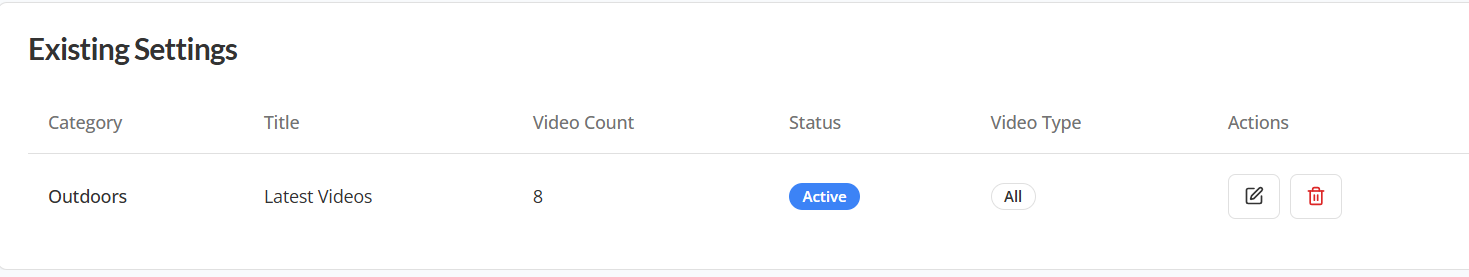 Existing Settings
Category Title Video Count Status Video Type Actions
Outdoors Latest Videos 8 Active All